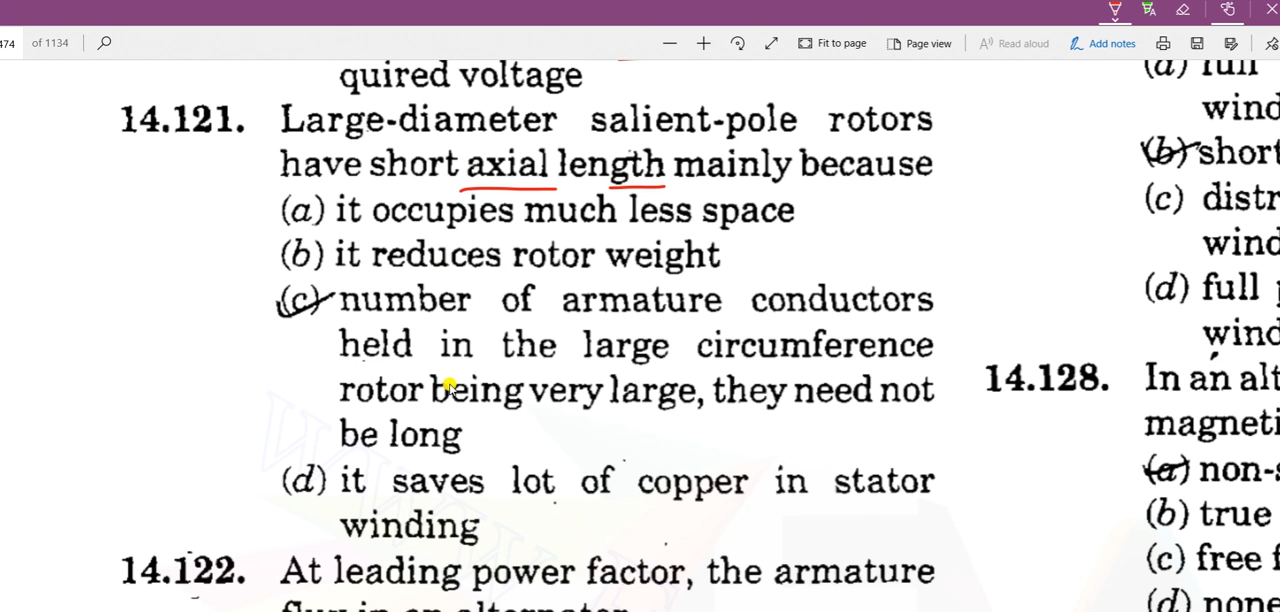 474 of 1134 Fit to page Page view Read aloud Add notes
quired voltage
14.121. Large-diameter salient-pole rotors
have short axial length mainly because
(a) it occupies much less space
(b) it reduces rotor weight
(c) number of armature conductors
held in the large circumference
rotor being very large, they need not
be long
(d) it saves lot of copper in stator
winding
14.122. At leading power factor, the armature
flux in an alternator
(a) full
wind
(b) short
(c) distr
wind
(d) full
wind
14.128. In an alt
magneti
(a) non-s
(b) true
(c) free f
(d) none